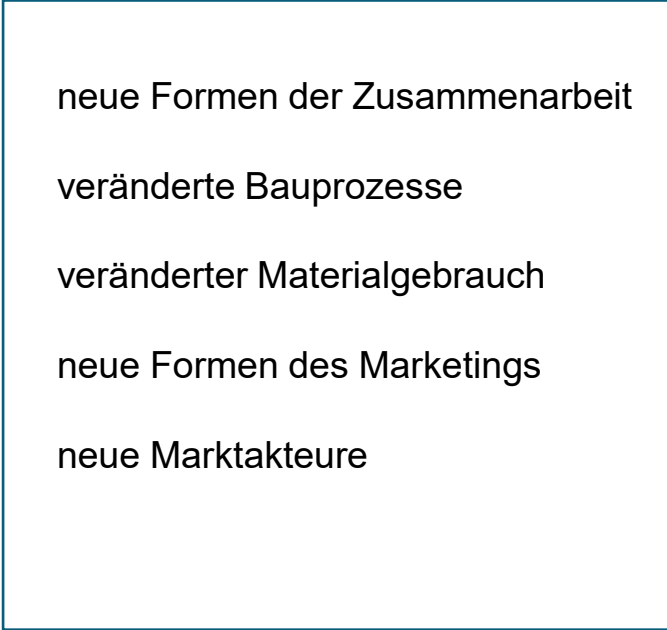 neue Formen der Zusammenarbeit
veränderte Bauprozesse
veränderter Materialgebrauch
neue Formen des Marketings
neue Marktakteure